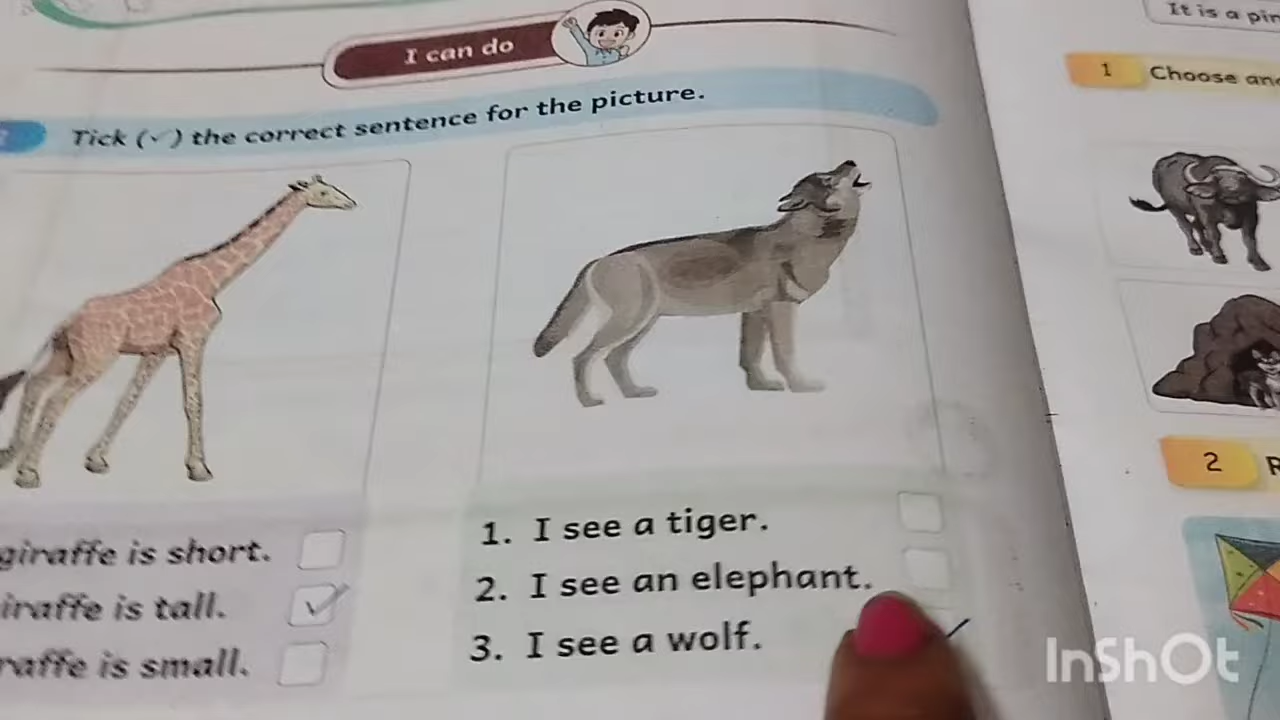 I can do
Tick (✓) the correct sentence for the picture.
giraffe is short.
iraffe is tall.
raffe is small.
1. I see a tiger.
2. I see an elephant.
3. I see a wolf.
It is a pin
1 Choose an
2 R
InShOt